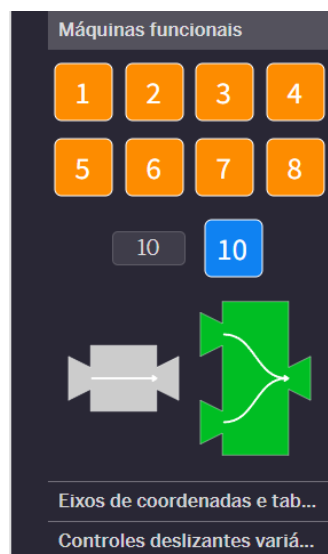 Máquinas funcionais
1 2 3 4
5 6 7 8
10 10
Eixos de coordenadas e tab...
Controles deslizantes variá...